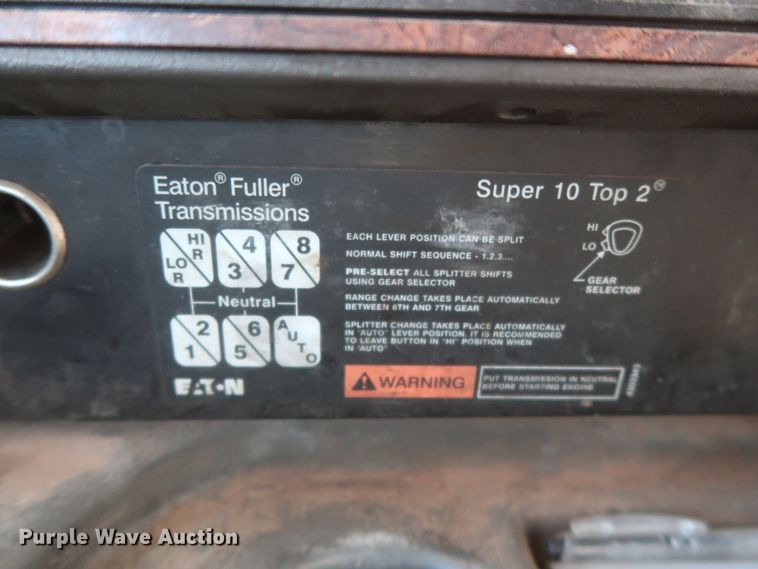 Eaton® Fuller®
Transmissions
Super 10 Top 2
HI
R
LO
R
4
3
8
7
Neutral
2
1
6
5
AUTO
EATON
EACH LEVER POSITION CAN BE SPLIT
NORMAL SHIFT SEQUENCE - 1.2.3....
PRE-SELECT ALL SPLITTER SHIFTS
USING GEAR SELECTOR
RANGE CHANGE TAKES PLACE AUTOMATICALLY
BETWEEN 6TH AND 7TH GEAR
SPLITTER CHANGE TAKES PLACE AUTOMATICALLY
IN "AUTO" LEVER POSITION. IT IS RECOMMENDED
TO LEAVE BUTTON IN "HI" POSITION WHEN
IN "AUTO"
HI
LO
GEAR
SELECTOR
WARNING
PUT TRANSMISSION IN NEUTRAL
BEFORE STARTING ENGINE
Purple Wave Auction